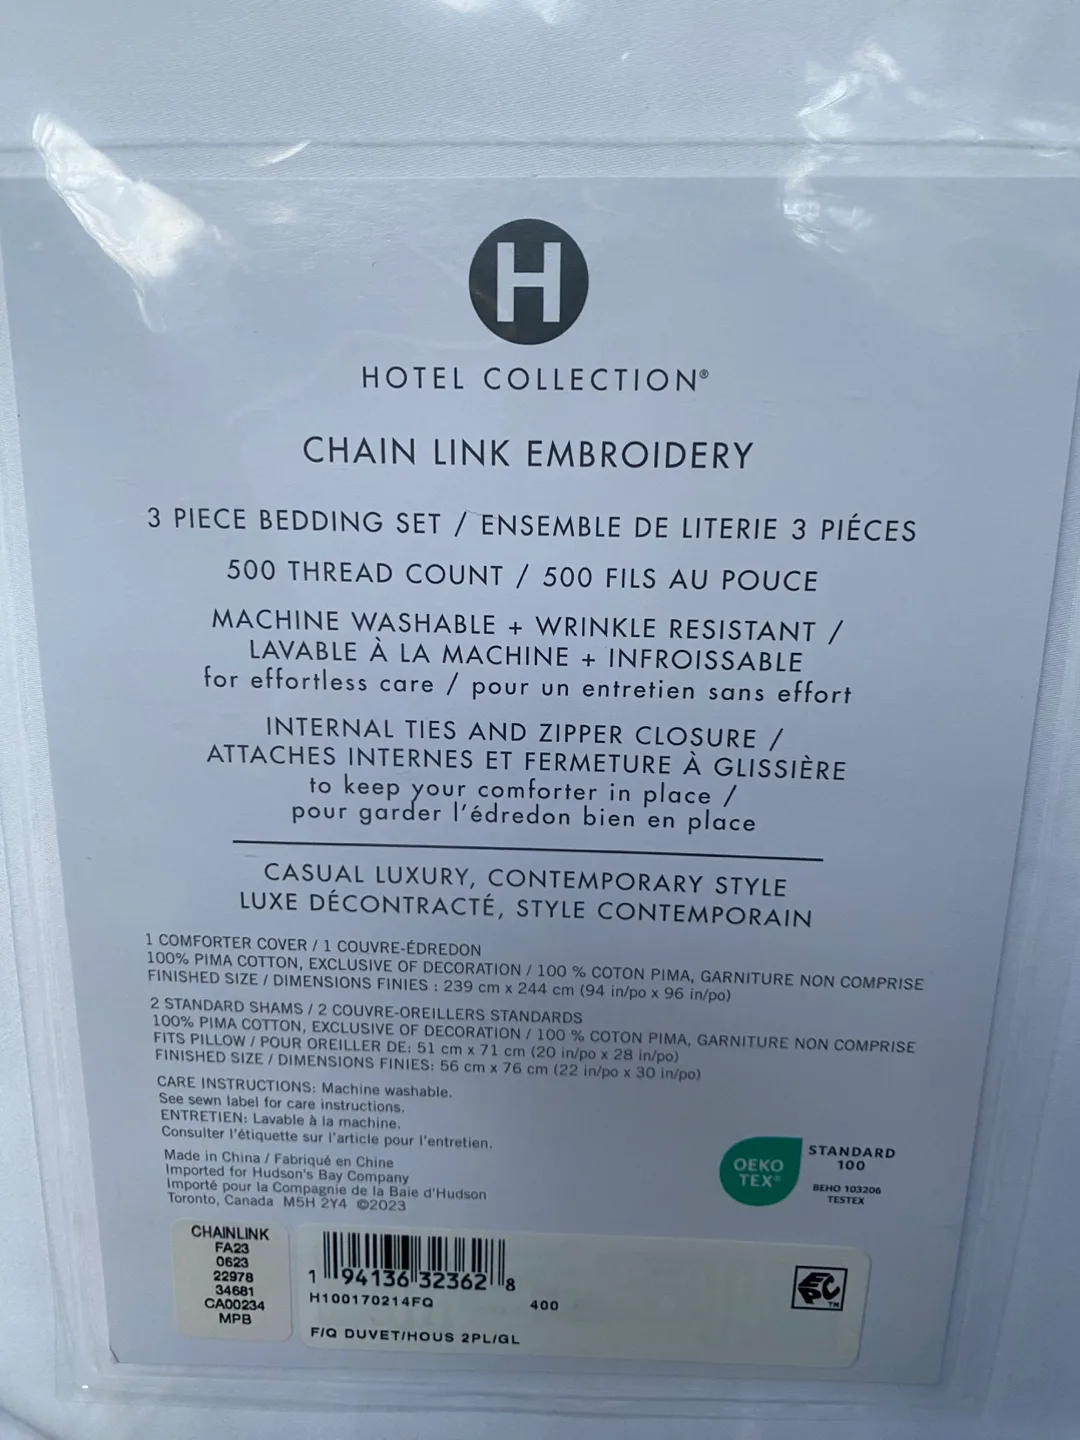 H
HOTEL COLLECTION®
CHAIN LINK EMBROIDERY
3 PIECE BEDDING SET / ENSEMBLE DE LITERIE 3 PIÉCES
500 THREAD COUNT / 500 FILS AU POUCE
MACHINE WASHABLE + WRINKLE RESISTANT /
LAVABLE À LA MACHINE + INFROISSABLE
for effortless care / pour un entretien sans effort
INTERNAL TIES AND ZIPPER CLOSURE /
ATTACHES INTERNES ET FERMETURE À GLISSIÈRE
to keep your comforter in place /
pour garder l'édredon bien en place
CASUAL LUXURY, CONTEMPORARY STYLE
LUXE DÉCONTRACTÉ, STYLE CONTEMPORAIN
1 COMFORTER COVER / 1 COUVRE-ÉDREDON
100% PIMA COTTON, EXCLUSIVE OF DECORATION / 100 % COTON PIMA, GARNITURE NON COMPRISE
FINISHED SIZE / DIMENSIONS FINIES : 239 cm x 244 cm (94 in/po x 96 in/po)
2 STANDARD SHAMS / 2 COUVRE-OREILLERS STANDARDS
100% PIMA COTTON, EXCLUSIVE OF DECORATION / 100 % COTON PIMA, GARNITURE NON COMPRISE
FITS PILLOW / POUR OREILLER DE: 51 cm x 71 cm (20 in/po x 28 in/po)
FINISHED SIZE / DIMENSIONS FINIES: 56 cm x 76 cm (22 in/po x 30 in/po)
CARE INSTRUCTIONS: Machine washable.
See sewn label for care instructions.
ENTRETIEN: Lavable à la machine.
Consulter l'étiquette sur l'article pour l'entretien.
Made in China / Fabriqué en Chine
Imported for Hudson's Bay Company
Importé pour la Compagnie de la Baie d'Hudson
Toronto, Canada M5H 2Y4 ©2023
OEKO
TEX®
STANDARD
100
BEHO 103206
TESTEX
CHAINLINK
FA23
0623
22978
34681
CA00234
MPB
1 94136 32362 8
H100170214FQ 400
F/Q DUVET/HOUS 2PL/GL
EPC™